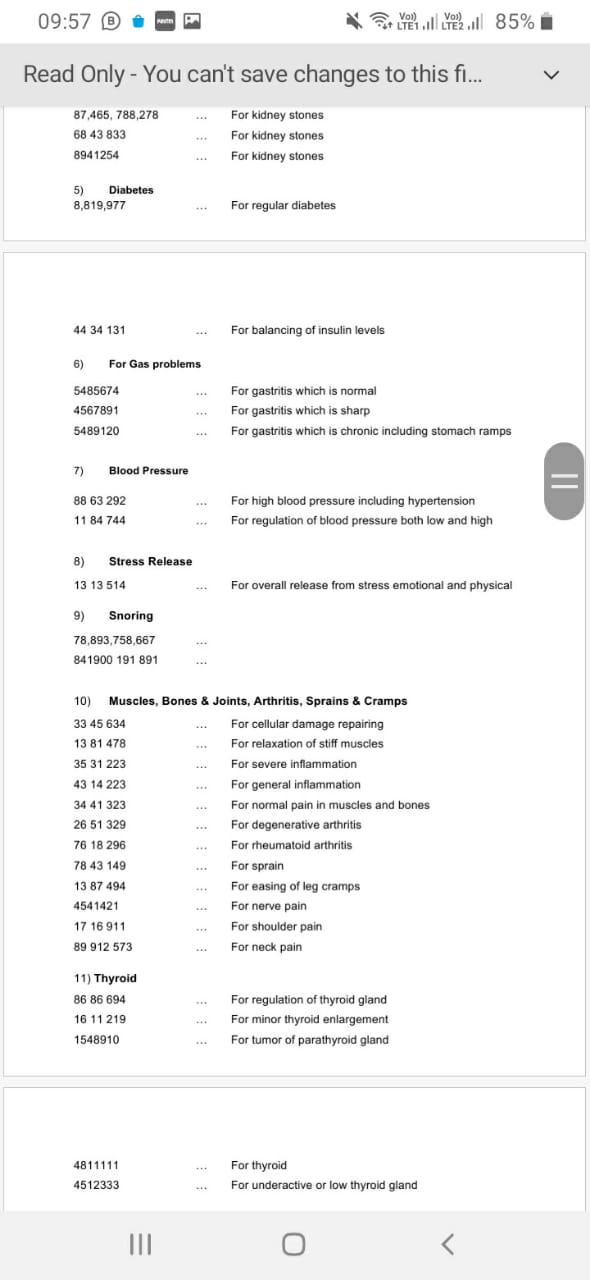 09:57 B Paytm Vo) LTE1 Vo) LTE2 85%
Read Only - You can't save changes to this fi...
87,465, 788,278 ... For kidney stones
68 43 833 ... For kidney stones
8941254 ... For kidney stones
5) Diabetes
8,819,977 ... For regular diabetes
44 34 131 ... For balancing of insulin levels
6) For Gas problems
5485674 ... For gastritis which is normal
4567891 ... For gastritis which is sharp
5489120 ... For gastritis which is chronic including stomach ramps
7) Blood Pressure
88 63 292 ... For high blood pressure including hypertension
11 84 744 ... For regulation of blood pressure both low and high
8) Stress Release
13 13 514 ... For overall release from stress emotional and physical
9) Snoring
78,893,758,667 ...
841900 191 891 ...
10) Muscles, Bones & Joints, Arthritis, Sprains & Cramps
33 45 634 ... For cellular damage repairing
13 81 478 ... For relaxation of stiff muscles
35 31 223 ... For severe inflammation
43 14 223 ... For general inflammation
34 41 323 ... For normal pain in muscles and bones
26 51 329 ... For degenerative arthritis
76 18 296 ... For rheumatoid arthritis
78 43 149 ... For sprain
13 87 494 ... For easing of leg cramps
4541421 ... For nerve pain
17 16 911 ... For shoulder pain
89 912 573 ... For neck pain
11) Thyroid
86 86 694 ... For regulation of thyroid gland
16 11 219 ... For minor thyroid enlargement
1548910 ... For tumor of parathyroid gland
4811111 ... For thyroid
4512333 ... For underactive or low thyroid gland